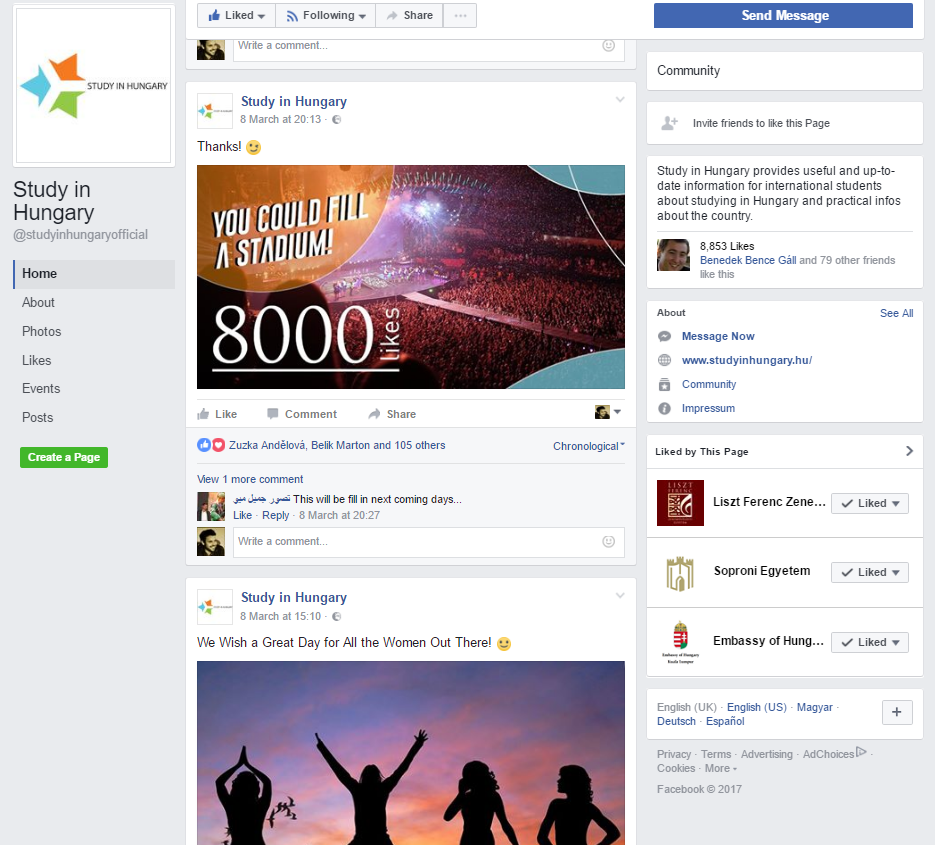 STUDY IN HUNGARY
Study in
Hungary
@studyinhungaryofficial
Home
About
Photos
Likes
Events
Posts
Create a Page
Liked
Following
Share
Write a comment...
Study in Hungary
8 March at 20:13 ·
Thanks!
YOU COULD FILL
A STADIUM!
8000 likes
Like
Comment
Share
Zuzka Andělová, Belik Marton and 105 others
Chronological
View 1 more comment
تصور جميل ميو This will be fill in next coming days...
Like · Reply · 8 March at 20:27
Write a comment...
Study in Hungary
8 March at 15:10 ·
We Wish a Great Day for All the Women Out There!
Send Message
Community
Invite friends to like this Page
Study in Hungary provides useful and up-to-
date information for international students
about studying in Hungary and practical infos
about the country.
8,853 Likes
Benedek Bence Gáll and 79 other friends
like this
About
See All
Message Now
www.studyinhungary.hu/
Community
Impressum
Liked by This Page
LISZT
FERENC
Liszt Ferenc Zene...
Liked
Soproni Egyetem
Liked
Embassy of Hungary
Kuala Lumpur
Embassy of Hung...
Liked
English (UK) · English (US) · Magyar ·
Deutsch · Español
+
Privacy · Terms · Advertising · AdChoices ·
Cookies · More
Facebook © 2017